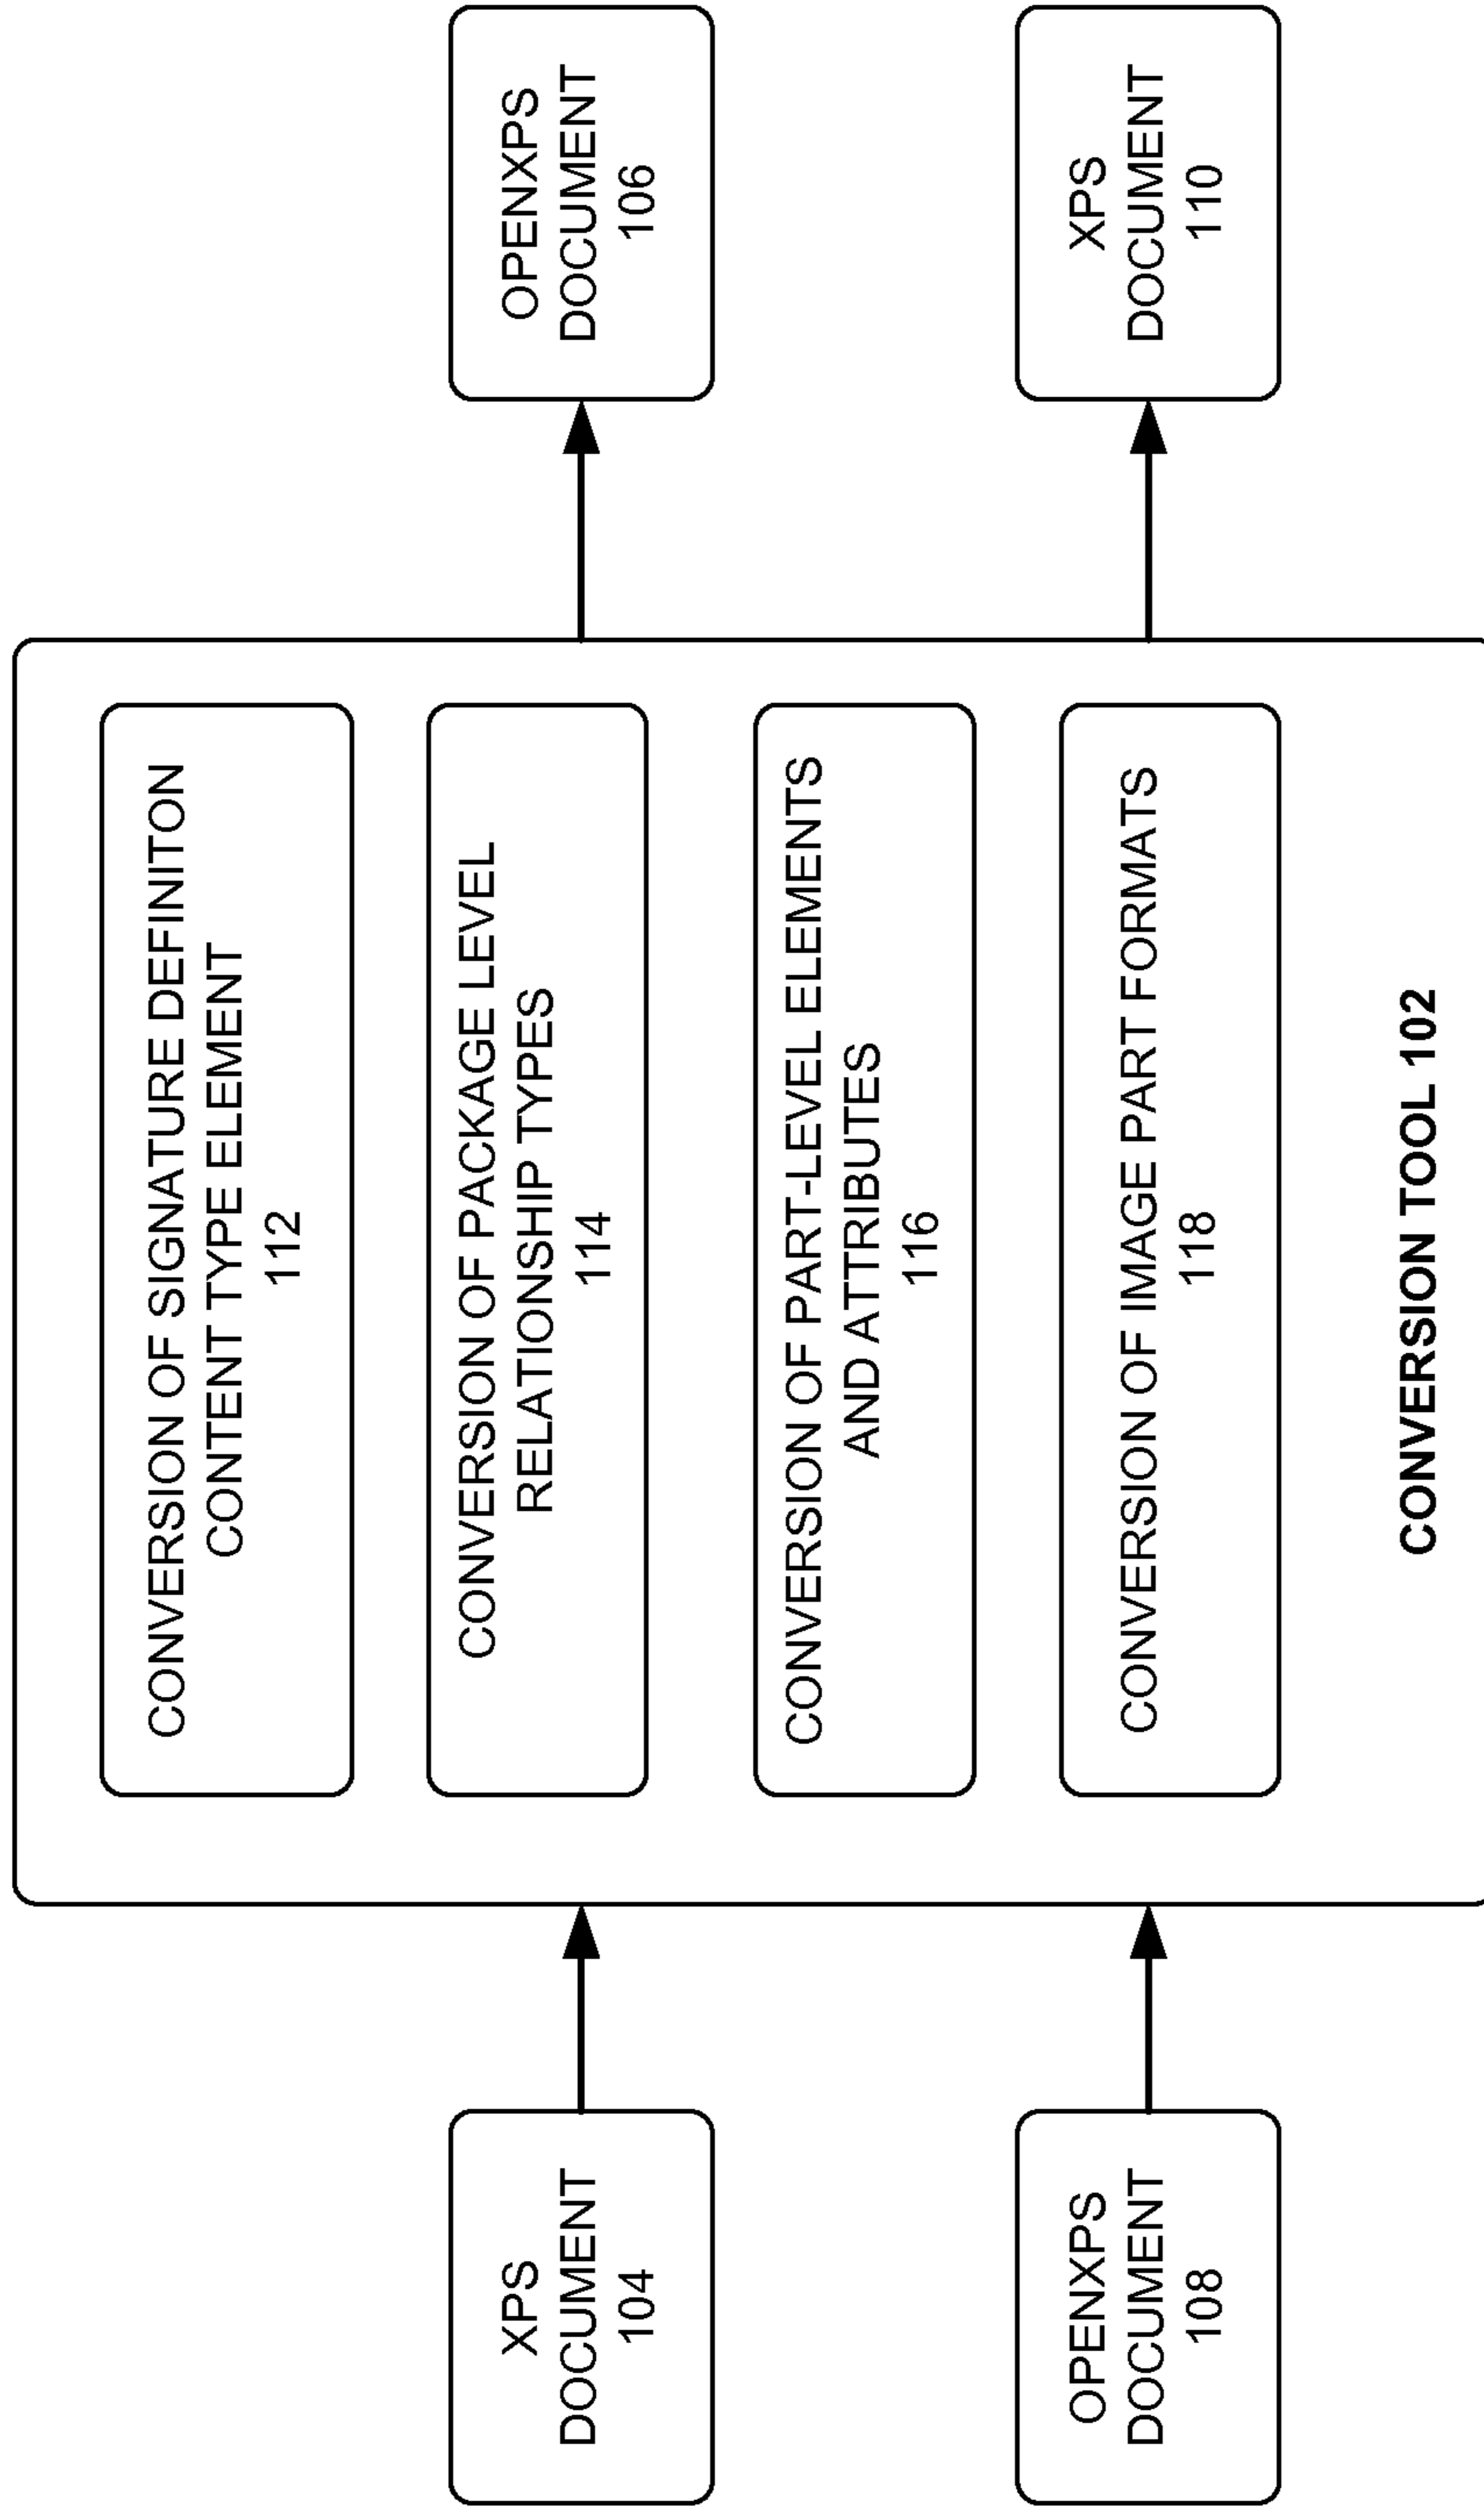 XPS
DOCUMENT
104
OPENXPS
DOCUMENT
108
CONVERSION OF SIGNATURE DEFINITON
CONTENT TYPE ELEMENT
112
CONVERSION OF PACKAGE LEVEL
RELATIONSHIP TYPES
114
CONVERSION OF PART-LEVEL ELEMENTS
AND ATTRIBUTES
116
CONVERSION OF IMAGE PART FORMATS
118
CONVERSION TOOL 102
OPENXPS
DOCUMENT
106
XPS
DOCUMENT
110